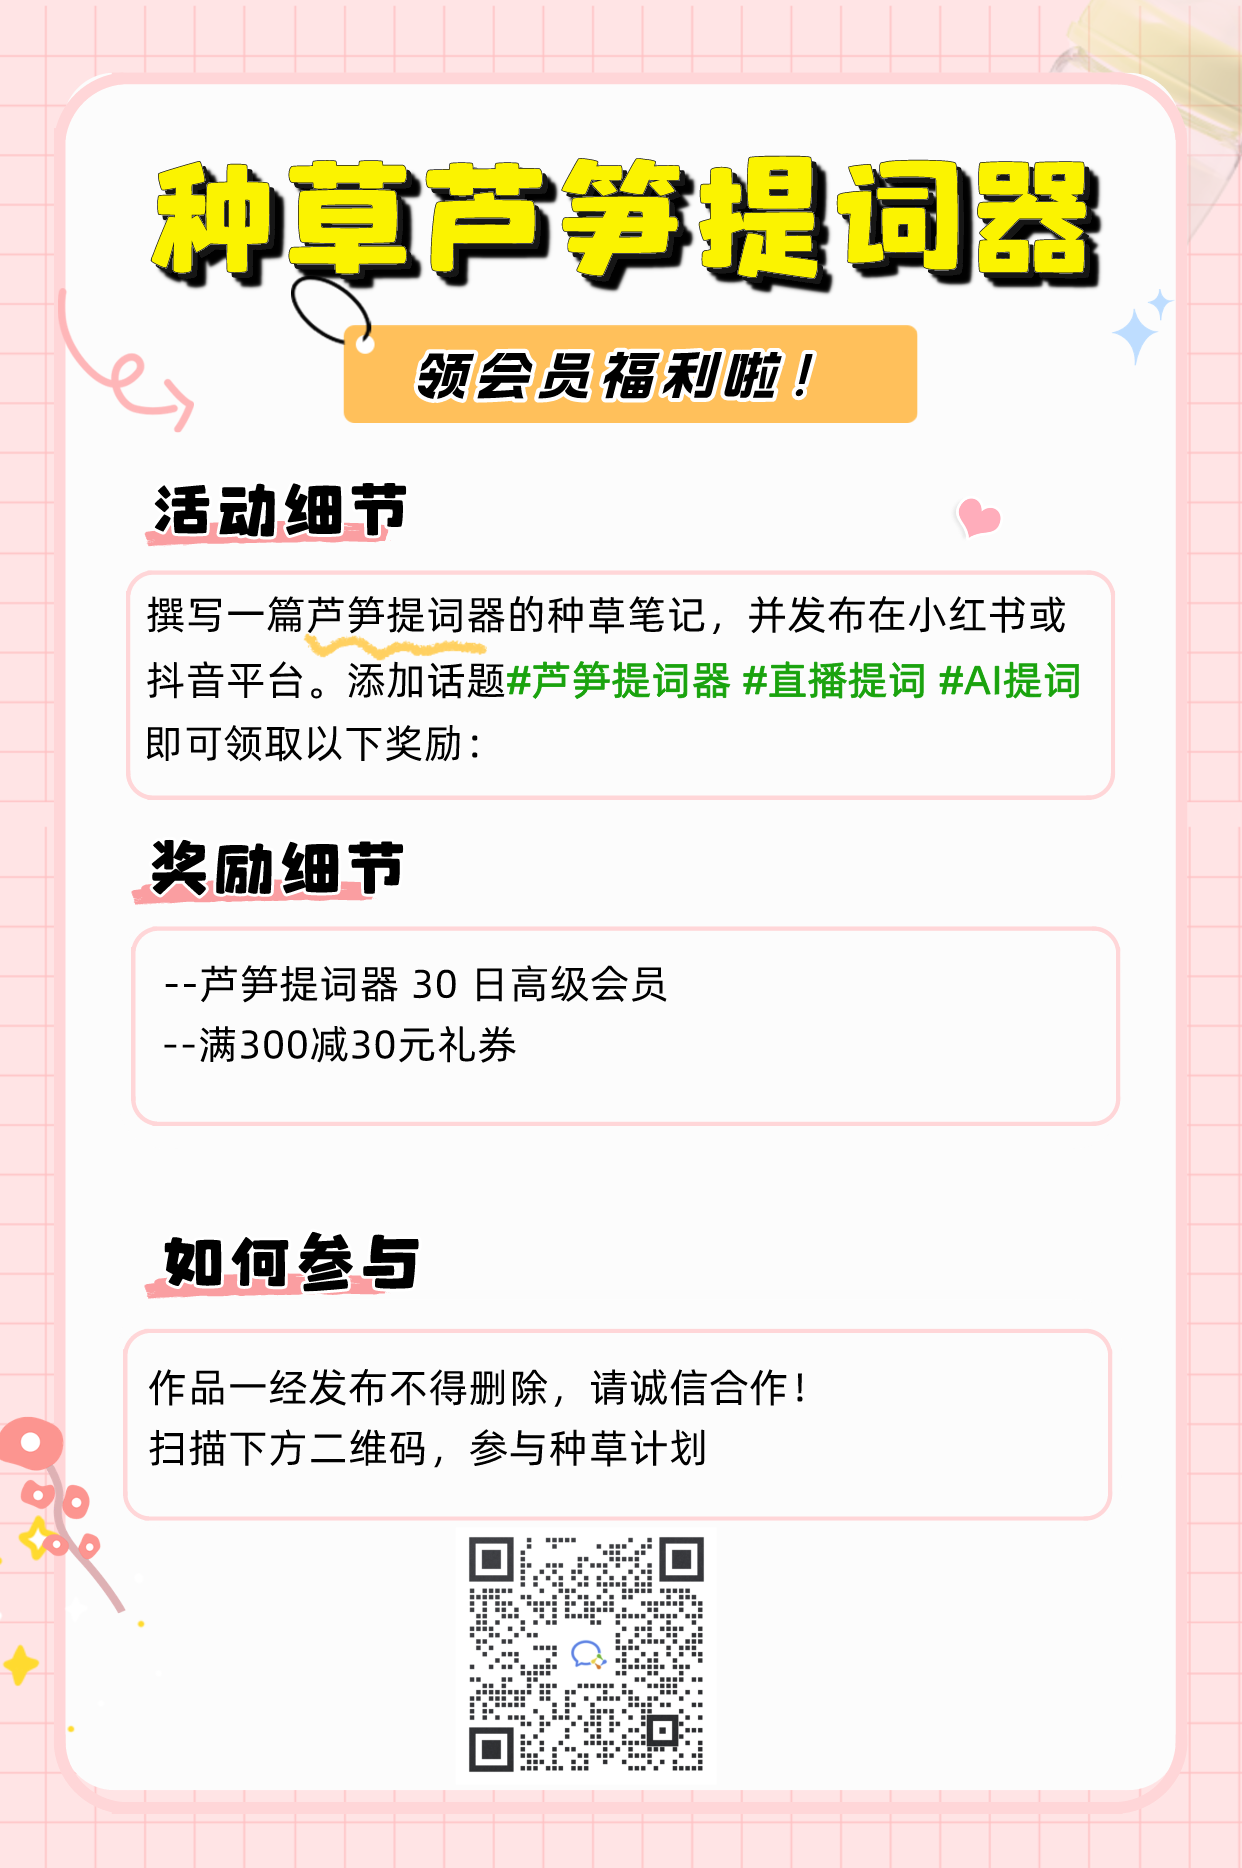 种草芦笋提词器
领会员福利啦！
活动细节
撰写一篇芦笋提词器的种草笔记，并发布在小红书或
抖音平台。添加话题#芦笋提词器 #直播提词 #AI提词
即可领取以下奖励：
奖励细节
--芦笋提词器 30 日高级会员
--满300减30元礼券
如何参与
作品一经发布不得删除，请诚信合作！
扫描下方二维码，参与种草计划